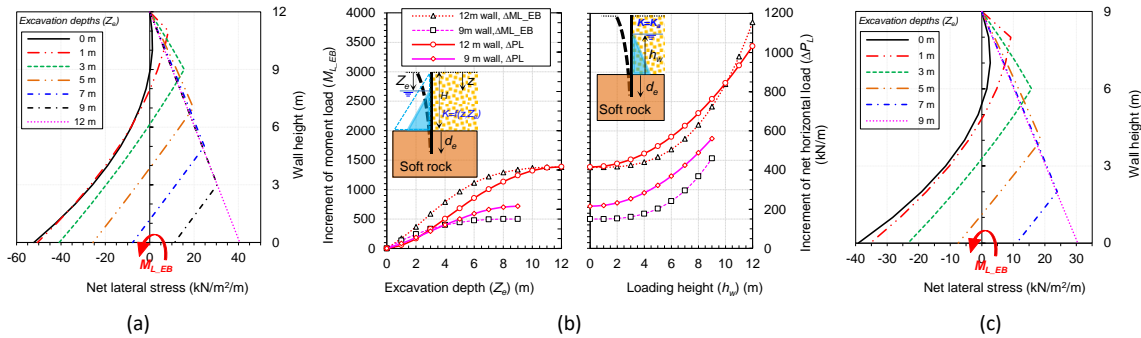 Excavation depths (Ze)
0 m
1 m
3 m
5 m
7 m
9 m
12 m
12
9
6
3
0
Wall height (m)
-60 -40 -20 0 20 40 60
M_L_EB
Net lateral stress (kN/m²/m)
(a)
Increment of moment load (M_L_EB)
4000
3500
3000
2500
2000
1500
1000
500
0
12m wall, ΔML_EB
9m wall, ΔML_EB
12 m wall, ΔPL
9 m wall, ΔPL
Ze
H
z
K=f(z,Ze)
de
Soft rock
0 2 4 6 8 10 12
Excavation depth (Ze) (m)
K=Ka
hw
de
Soft rock
0 2 4 6 8 10 12
Loading height (hw) (m)
1200
1000
800
600
400
200
0
Increment of net horizontal load (ΔPL)
(kN/m)
(b)
Excavation depths (Ze)
0 m
1 m
3 m
5 m
7 m
9 m
9
6
3
0
Wall height (m)
-40 -30 -20 -10 0 10 20 30
M_L_EB
Net lateral stress (kN/m²/m)
(c)